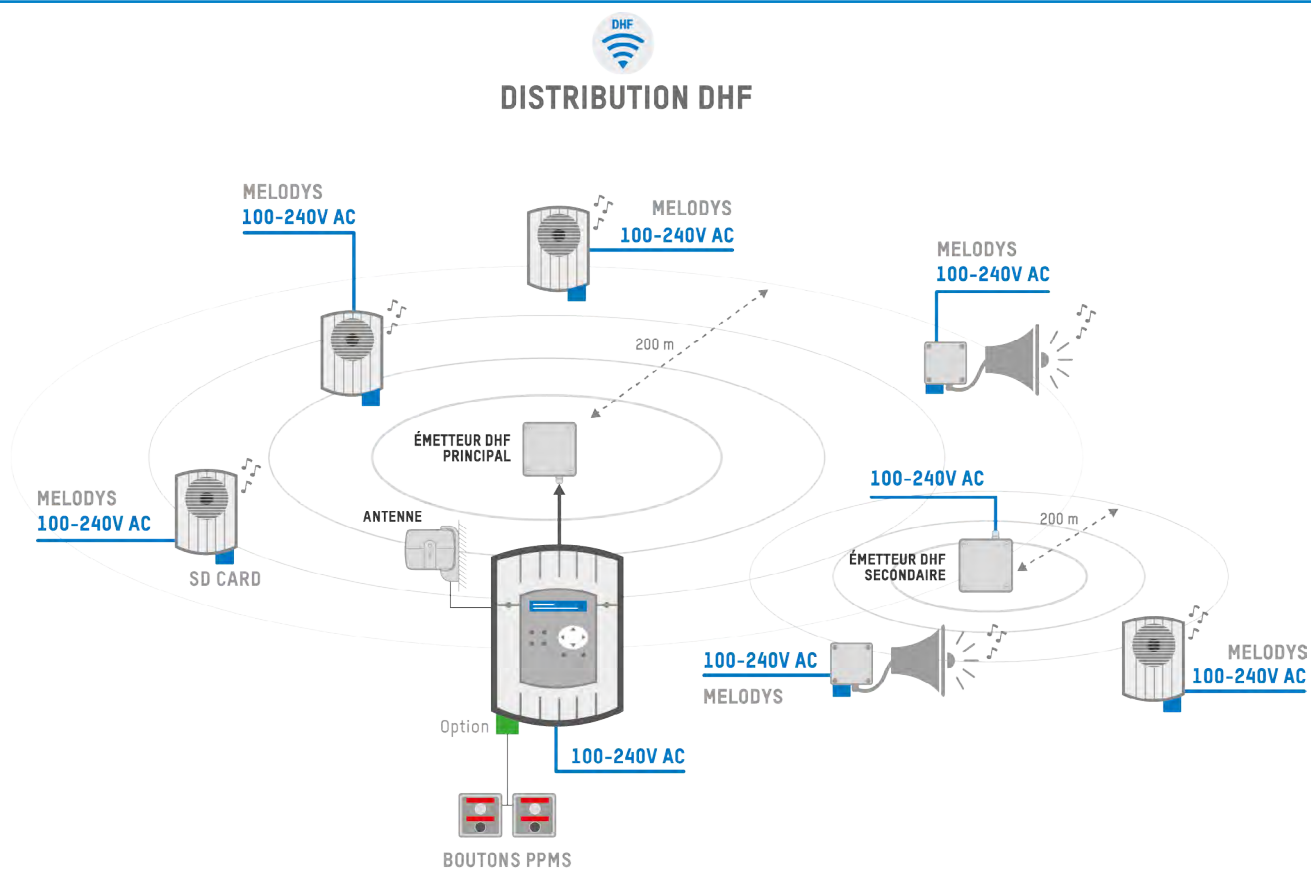 DHF
DISTRIBUTION DHF
MELODYS
100-240V AC
MELODYS
100-240V AC
MELODYS
100-240V AC
200 m
ÉMETTEUR DHF
PRINCIPAL
MELODYS
100-240V AC
SD CARD
ANTENNE
100-240V AC
200 m
ÉMETTEUR DHF
SECONDAIRE
100-240V AC
MELODYS
MELODYS
100-240V AC
Option
100-240V AC
BOUTONS PPMS